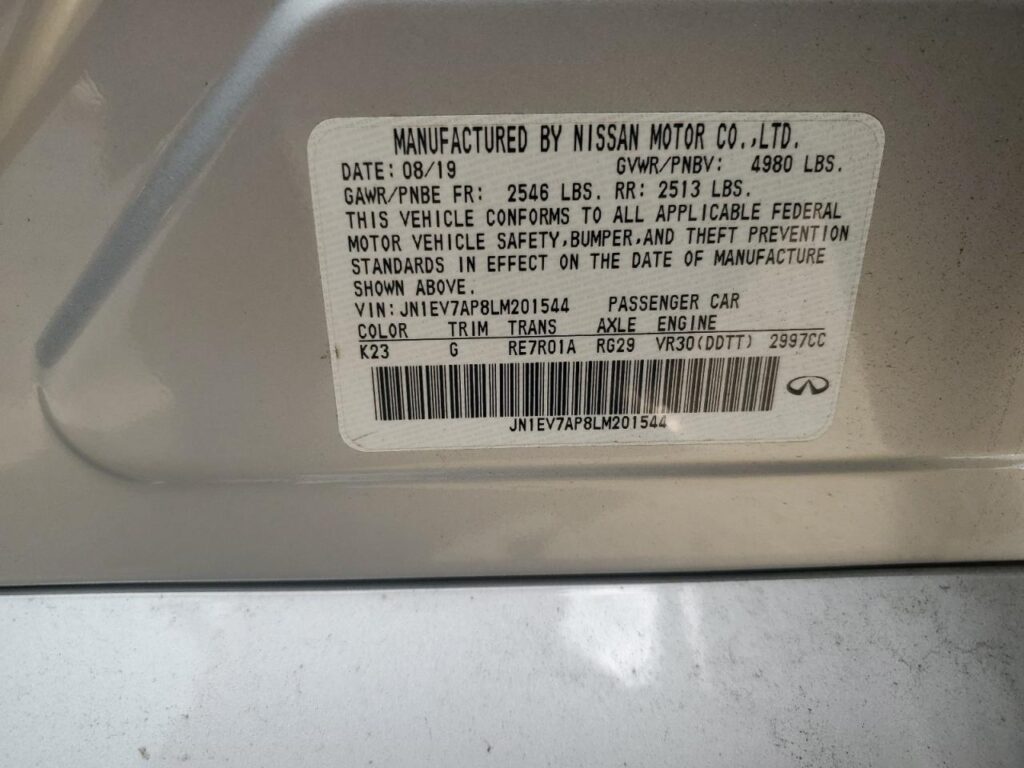 MANUFACTURED BY NISSAN MOTOR CO.,LTD.
DATE: 08/19 GVWR/PNBV: 4980 LBS.
GAWR/PNBE FR: 2546 LBS. RR: 2513 LBS.
THIS VEHICLE CONFORMS TO ALL APPLICABLE FEDERAL
MOTOR VEHICLE SAFETY,BUMPER,AND THEFT PREVENTION
STANDARDS IN EFFECT ON THE DATE OF MANUFACTURE
SHOWN ABOVE.
VIN: JN1EV7AP8LM201544 PASSENGER CAR
COLOR TRIM TRANS AXLE ENGINE
K23 G RE7R01A RG29 VR30(DDTT) 2997CC
JN1EV7AP8LM201544